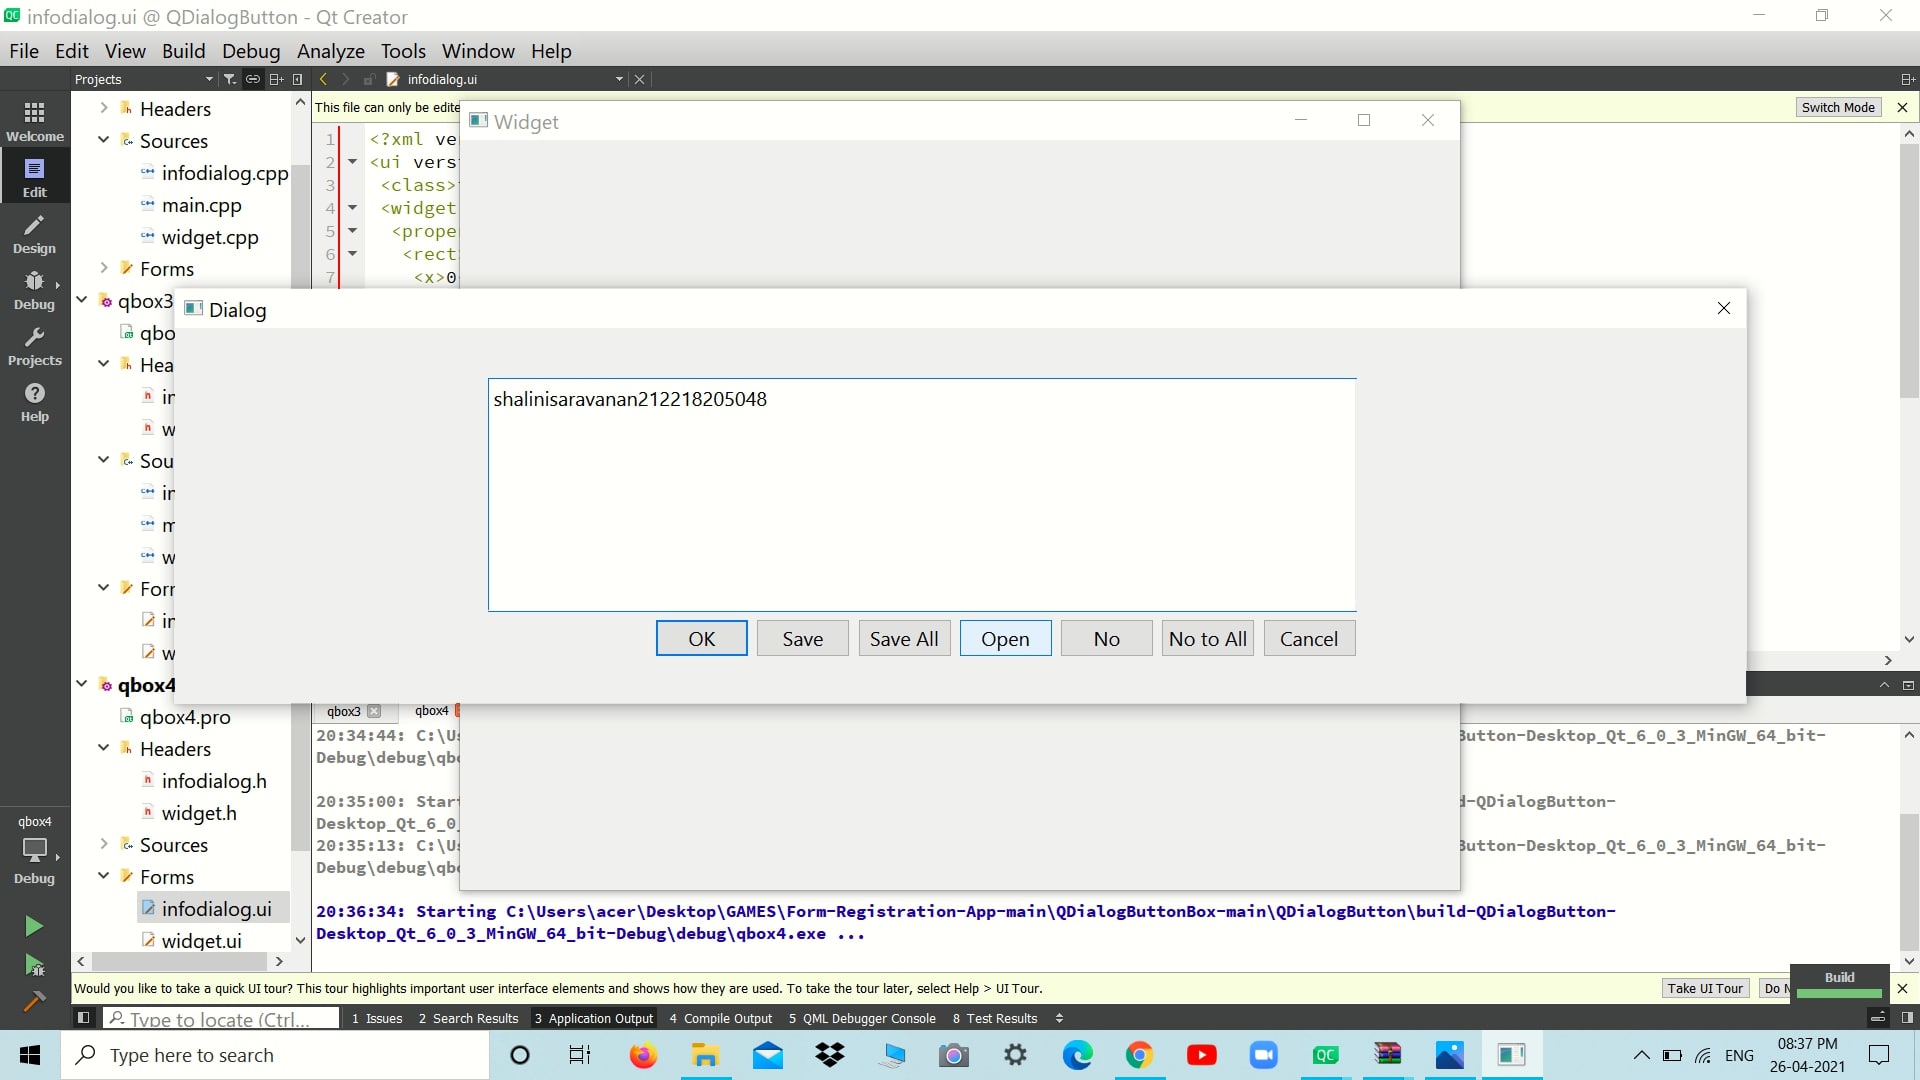 infodialog.ui @ QDialogButton - Qt Creator
File Edit View Build Debug Analyze Tools Window Help
Projects
infodialog.ui
This file can only be edite
Switch Mode
Welcome
Edit
Design
Debug
Projects
Help
Headers
Sources
infodialog.cpp
main.cpp
widget.cpp
Forms
qbox3
qbo
Hea
in
w
Sou
in
m
w
Forr
in
w
qbox4
qbox4.pro
Headers
infodialog.h
widget.h
Sources
Forms
infodialog.ui
widget.ui
1 <?xml ve
2 <ui vers
3 <class>
4 <widget
5 <prope
6 <rect
7 <x>0
Widget
Dialog
shalinisaravanan212218205048
OK Save Save All Open No No to All Cancel
qbox3 qbox4
20:34:44: C:\Us
Button-Desktop_Qt_6_0_3_MinGW_64_bit-
Debug\debug\qbo
20:35:00: Start
d-QDialogButton-
Desktop_Qt_6_0_
20:35:13: C:\Us
Button-Desktop_Qt_6_0_3_MinGW_64_bit-
Debug\debug\qbo
20:36:34: Starting C:\Users\acer\Desktop\GAMES\Form-Registration-App-main\QDialogButtonBox-main\QDialogButton\build-QDialogButton-
Desktop_Qt_6_0_3_MinGW_64_bit-Debug\debug\qbox4.exe ...
qbox4
Debug
Would you like to take a quick UI tour? This tour highlights important user interface elements and shows how they are used. To take the tour later, select Help > UI Tour.
Take UI Tour
Do N
Build
Type to locate (Ctrl...
1 Issues 2 Search Results 3 Application Output 4 Compile Output 5 QML Debugger Console 8 Test Results
Type here to search
ENG
08:37 PM
26-04-2021